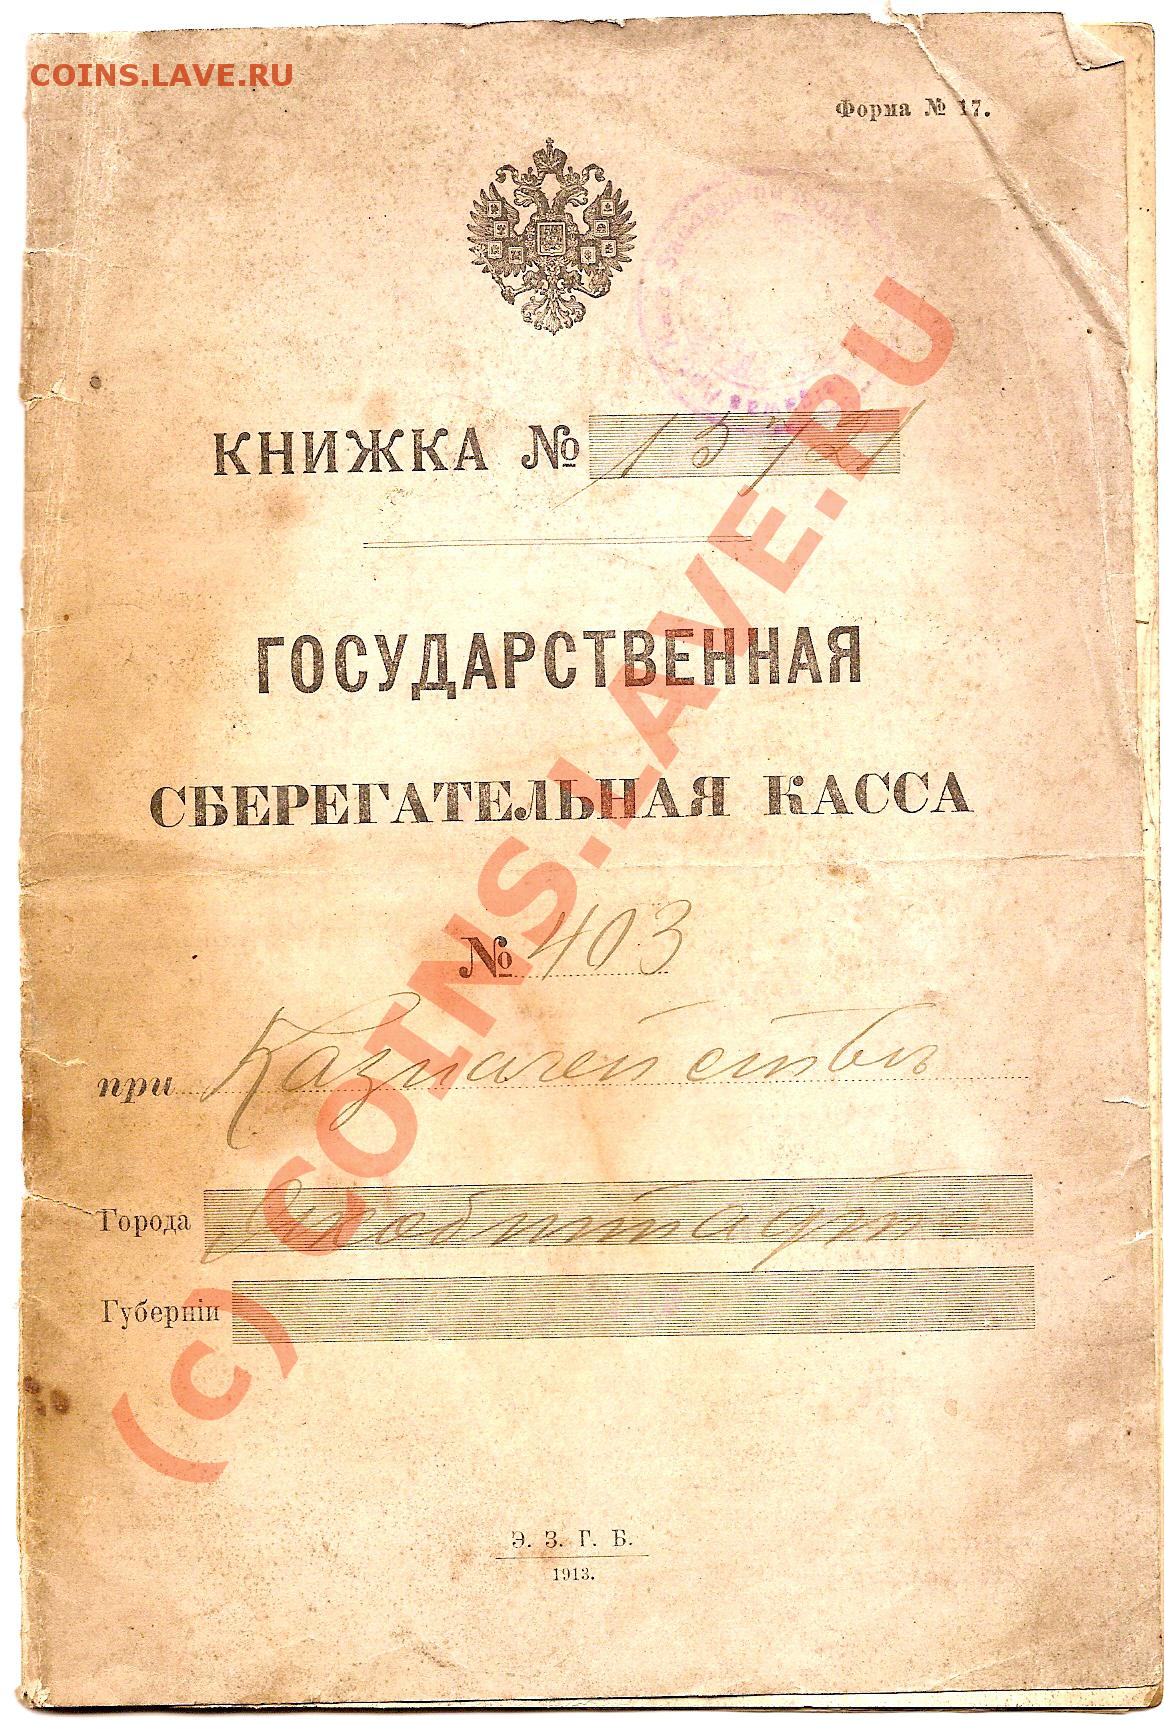 COINS.LAVE.RU
Форма № 17.
КНИЖКА №
ГОСУДАРСТВЕННАЯ
СБЕРЕГАТЕЛЬНАЯ КАССА
№ 403
при Казначействѣ
Города Якобштадт
Губерніи
Э. З. Г. Б.
1913.
(c) COINS.LAVE.RU